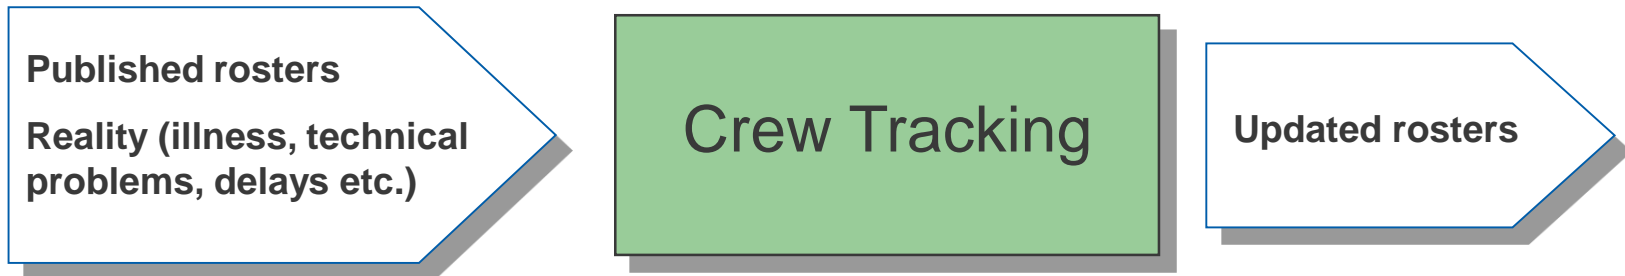 Published rosters
Reality (illness, technical
problems, delays etc.)
Crew Tracking
Updated rosters